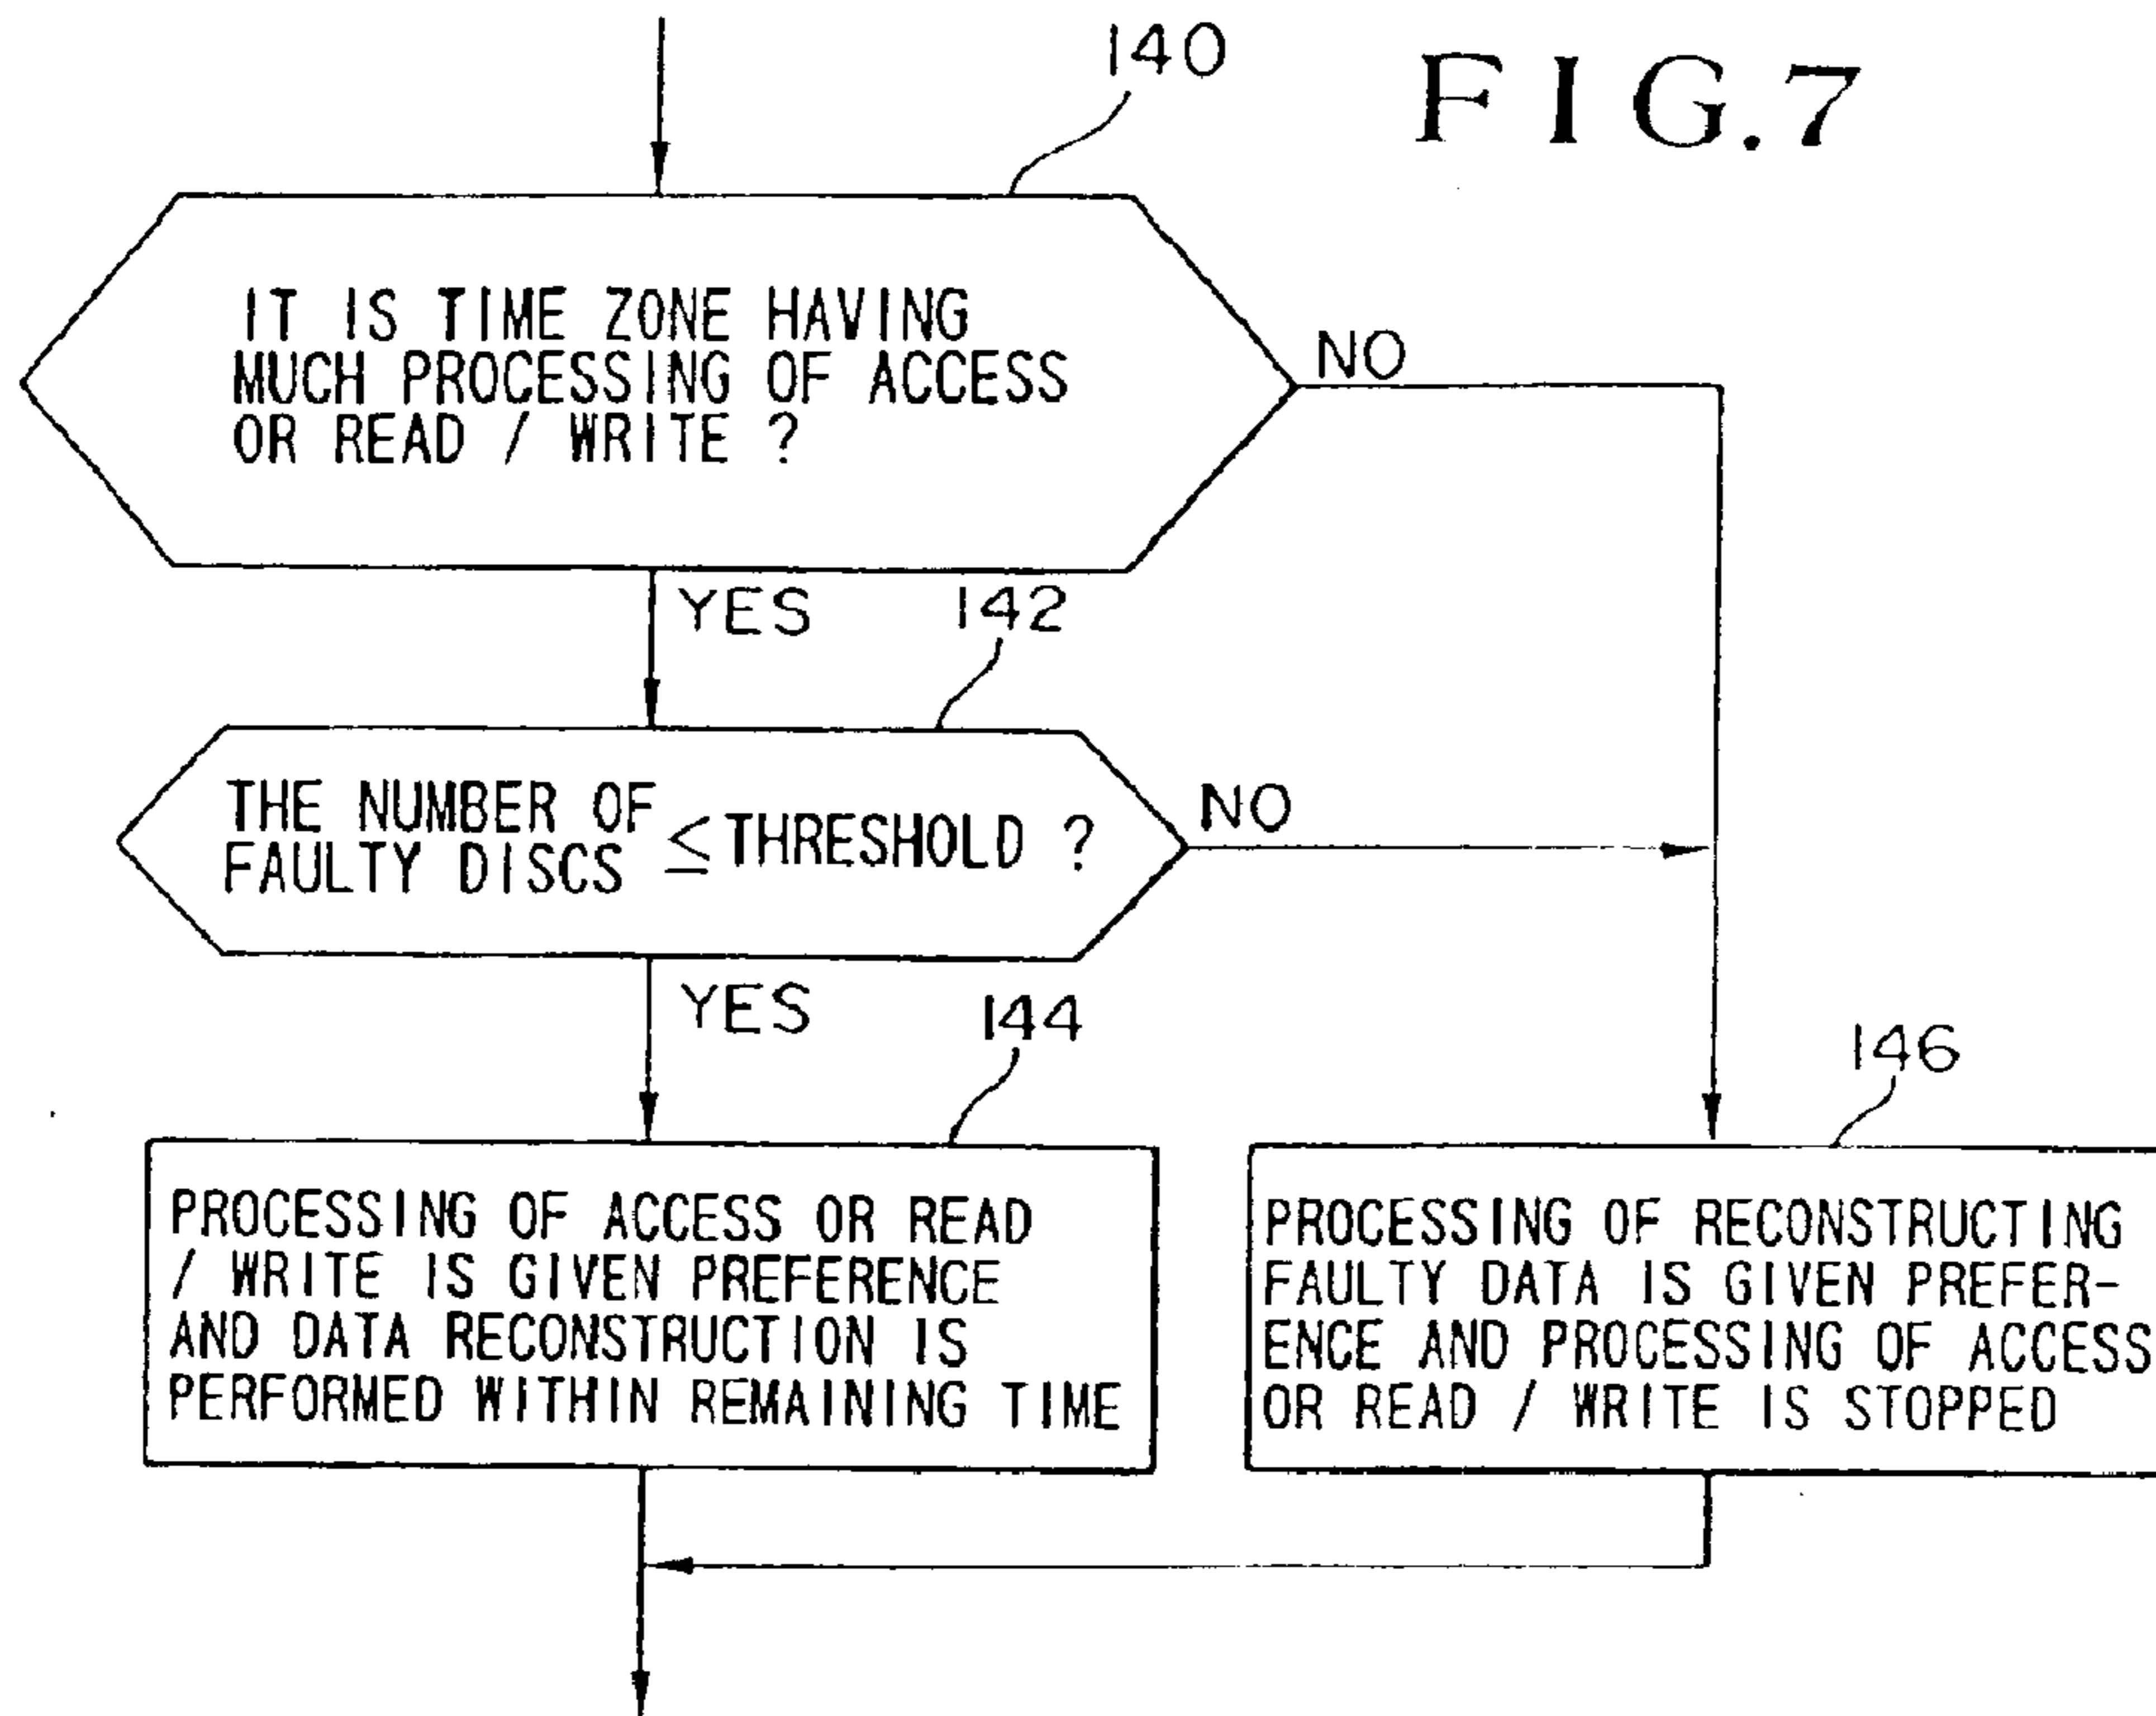 140
FIG.7
IT IS TIME ZONE HAVING
MUCH PROCESSING OF ACCESS
OR READ / WRITE ?
NO
YES
142
THE NUMBER OF
FAULTY DISCS ≤ THRESHOLD ?
NO
YES
144
146
PROCESSING OF ACCESS OR READ
/ WRITE IS GIVEN PREFERENCE
AND DATA RECONSTRUCTION IS
PERFORMED WITHIN REMAINING TIME
PROCESSING OF RECONSTRUCTING
FAULTY DATA IS GIVEN PREFER-
ENCE AND PROCESSING OF ACCESS
OR READ / WRITE IS STOPPED